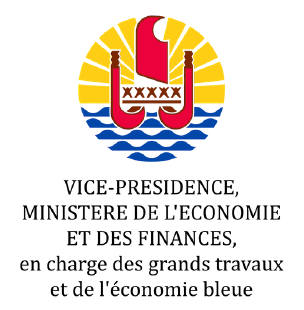 VICE-PRESIDENCE,
MINISTERE DE L'ECONOMIE
ET DES FINANCES,
en charge des grands travaux
et de l'économie bleue